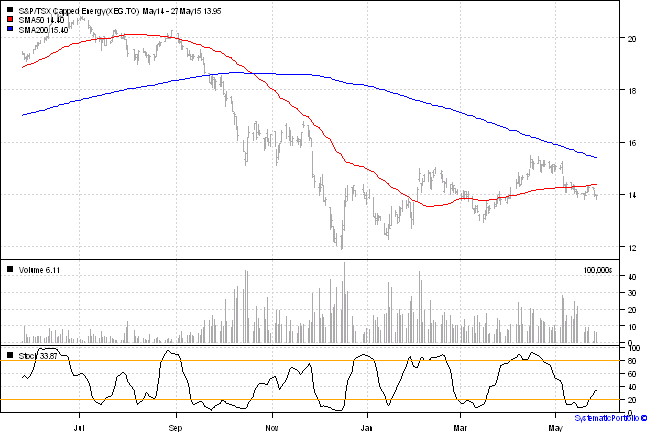 S&P/TSX Capped Energy(XEG.TO) May14 - 27May15 13.95
SMA50 14.40
SMA200 15.40
20
18
16
14
12
Volume 6.11
100,000s
40
30
20
10
0
Stoch 33.87
100
80
60
40
20
0
Jul Sep Nov Jan Mar May
SystematicPortfolio ©